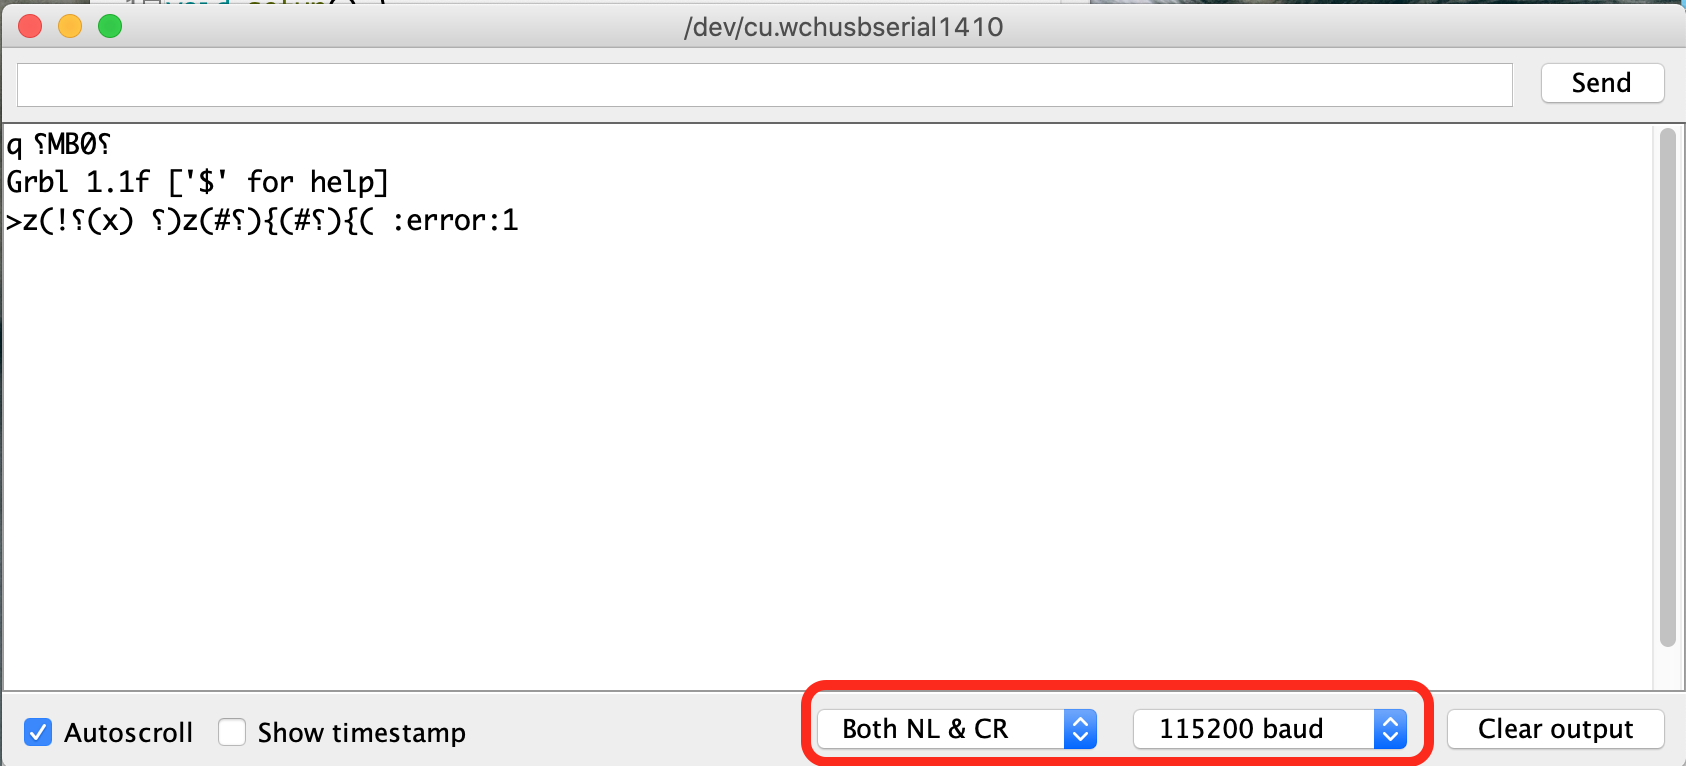 /dev/cu.wchusbserial1410
Send
q ⸮MB0⸮
Grbl 1.1f ['$' for help]
>z(!⸮(x) ⸮)z(#⸮){(#⸮){( :error:1
Autoscroll
Show timestamp
Both NL & CR
115200 baud
Clear output